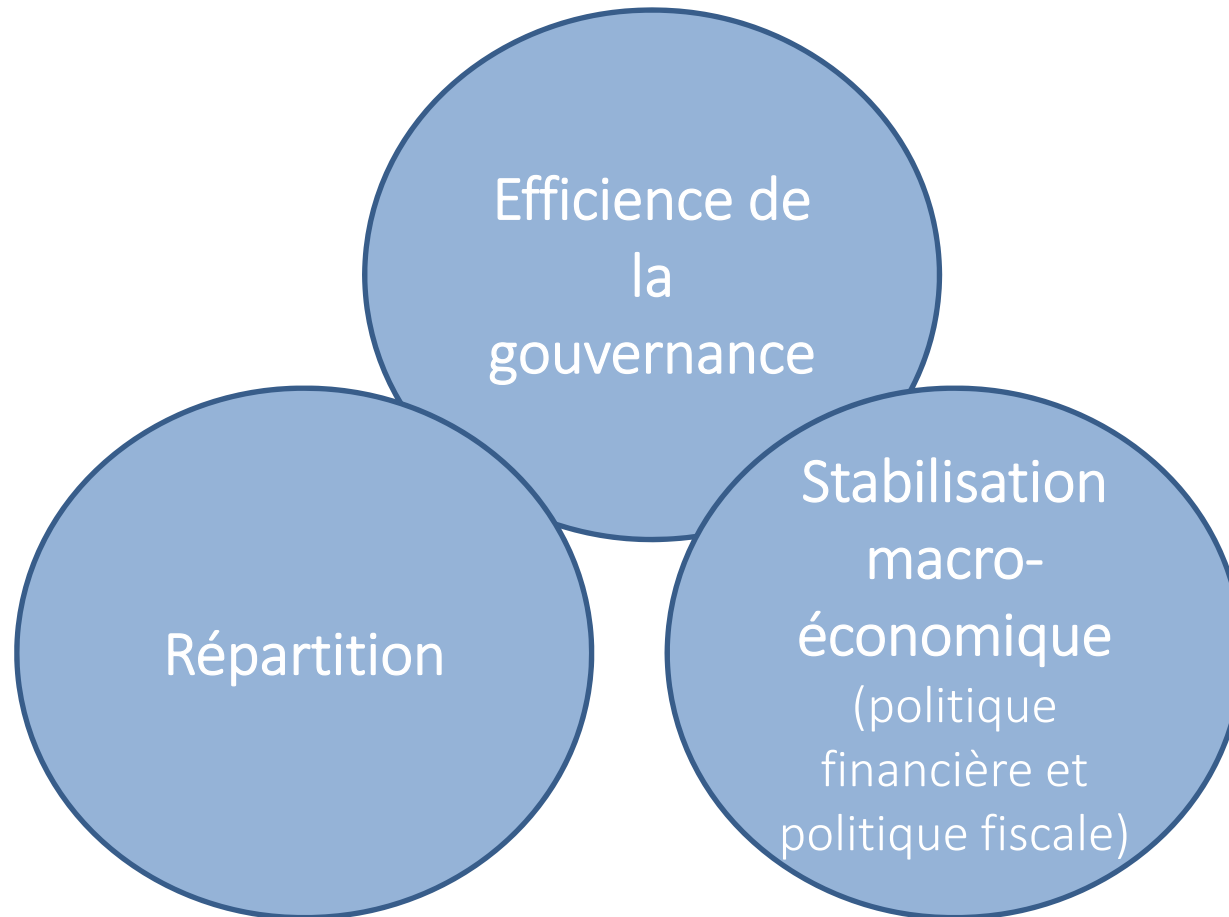 Efficience de
la
gouvernance
Répartition
Stabilisation
macro-
économique
(politique
financière et
politique fiscale)